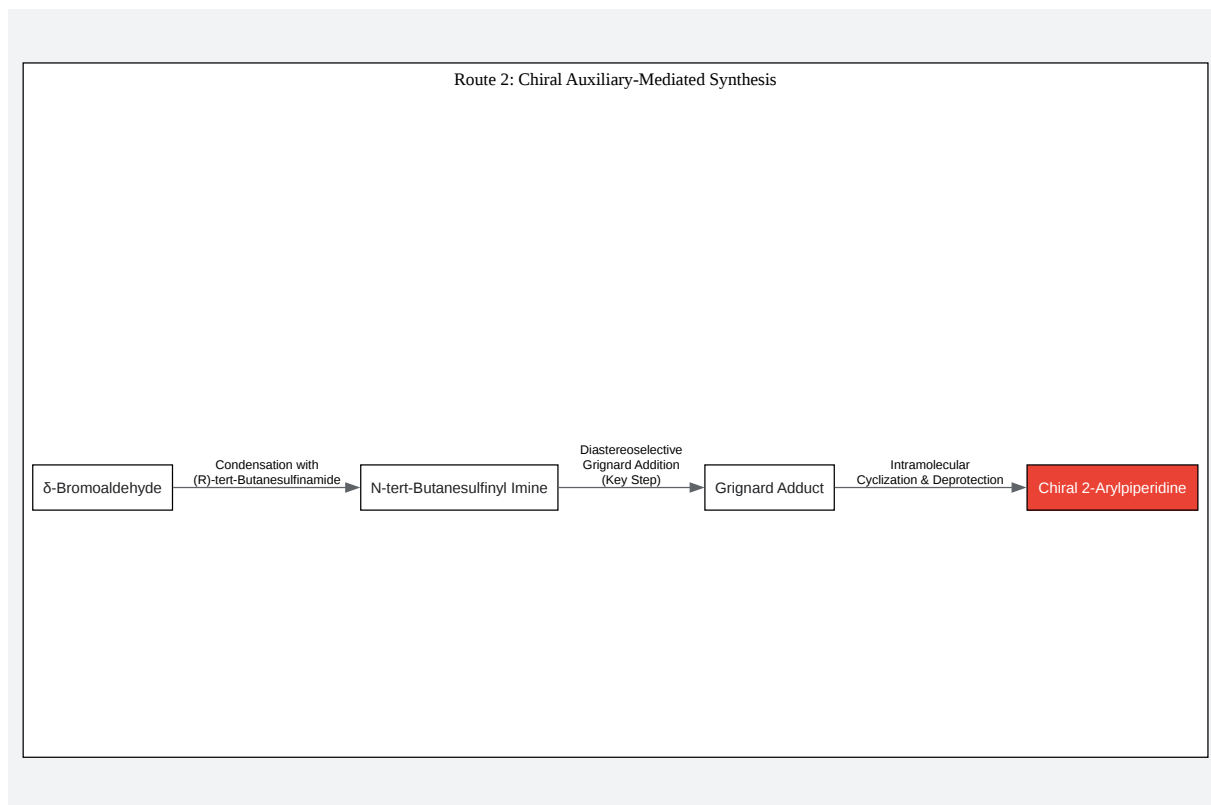 Route 2: Chiral Auxiliary-Mediated Synthesis
δ-Bromoaldehyde
Condensation with
(R)-tert-Butanesulfinamide
N-tert-Butanesulfinyl Imine
Diastereoselective
Grignard Addition
(Key Step)
Grignard Adduct
Intramolecular
Cyclization & Deprotection
Chiral 2-Arylpiperidine